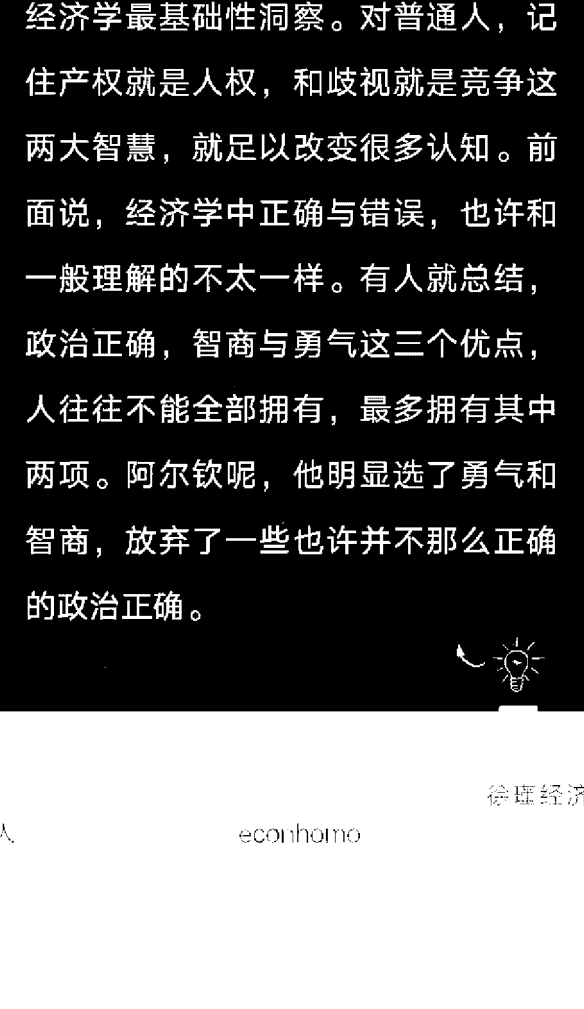 经济学最基础性洞察。对普通人，记
住产权就是人权，和歧视就是竞争这
两大智慧，就足以改变很多认知。前
面说，经济学中正确与错误，也许和
一般理解的不太一样。有人就总结，
政治正确，智商与勇气这三个优点，
人往往不能全部拥有，最多拥有其中
两项。阿尔钦呢，他明显选了勇气和
智商，放弃了一些也许并不那么正确
的政治正确。
徐瑾经济
人
econhomo